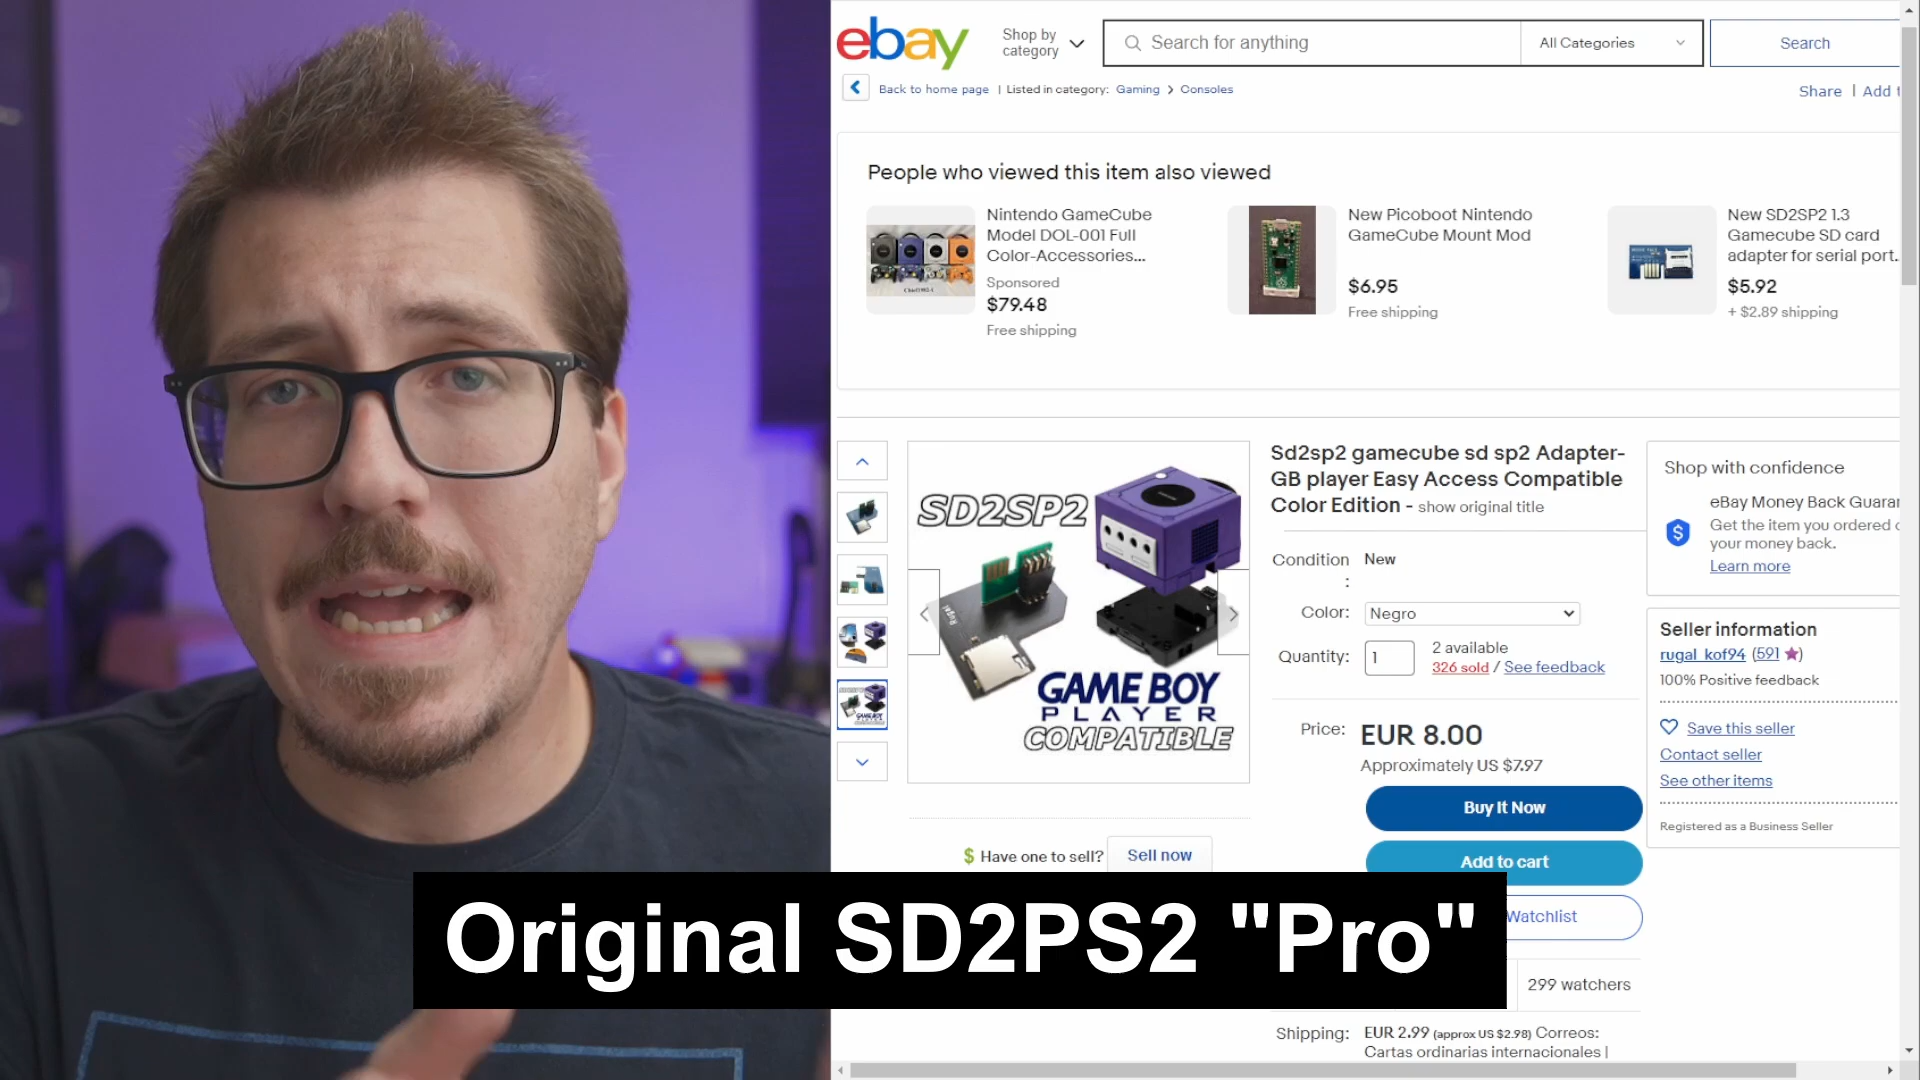 ebay
Shop by
category
Search for anything
All Categories
Search
Back to home page | Listed in category: Gaming > Consoles
Share | Add t
People who viewed this item also viewed
Nintendo GameCube
Model DOL-001 Full
Color-Accessories...
Sponsored
$79.48
Free shipping
New Picoboot Nintendo
GameCube Mount Mod
$6.95
Free shipping
New SD2SP2 1.3
Gamecube SD card
adapter for serial port.
$5.92
+ $2.89 shipping
SD2SP2
Rugal
GAME BOY
PLAYER
COMPATIBLE
Sd2sp2 gamecube sd sp2 Adapter-
GB player Easy Access Compatible
Color Edition - show original title
Condition
:
New
Color: Negro
Quantity: 1
2 available
326 sold / See feedback
Price: EUR 8.00
Approximately US $7.97
Buy It Now
Add to cart
Watchlist
$ Have one to sell? Sell now
299 watchers
Shipping: EUR 2.99 (approx US $2.98) Correos:
Cartas ordinarias internacionales |
Shop with confidence
eBay Money Back Guarar
Get the item you ordered
your money back.
Learn more
Seller information
rugal_kof94 (591)
100% Positive feedback
Save this seller
Contact seller
See other items
Registered as a Business Seller
Original SD2PS2 "Pro"